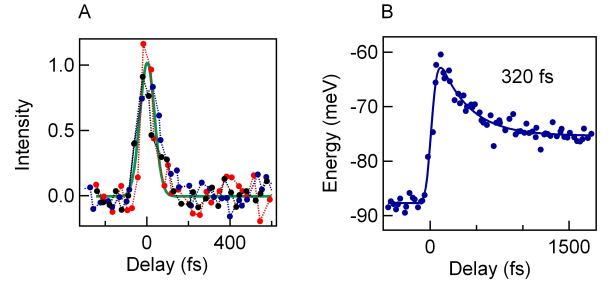 A
Intensity
1.0
0.5
0.0
0
400
Delay (fs)
B
Energy (meV)
-60
-70
-80
-90
320 fs
0
1500
Delay (fs)